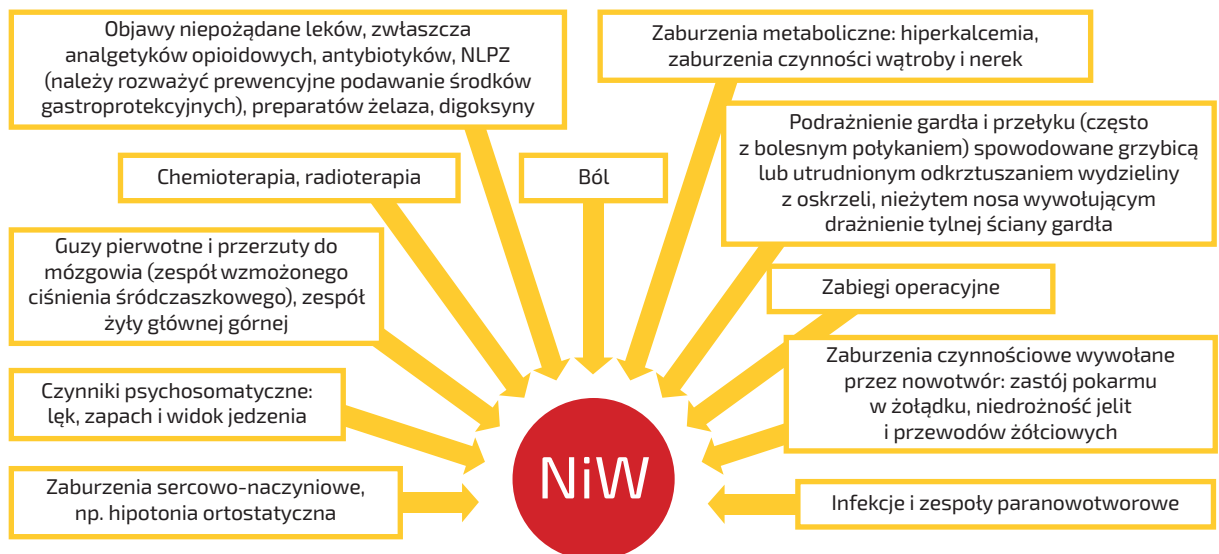 Objawy niepożądane leków, zwłaszcza
analgetyków opioidowych, antybiotyków, NLPZ
(należy rozważyć prewencyjne podawanie środków
gastroprotekcyjnych), preparatów żelaza, digoksyny
Zaburzenia metaboliczne: hiperkalcemia,
zaburzenia czynności wątroby i nerek
Chemioterapia, radioterapia
Ból
Podrażnienie gardła i przełyku (często
z bolesnym połykaniem) spowodowane grzybicą
lub utrudnionym odkrztuszaniem wydzieliny
z oskrzeli, nieżytem nosa wywołującym
drażnienie tylnej ściany gardła
Guzy pierwotne i przerzuty do
mózgowia (zespół wzmożonego
ciśnienia śródczaszkowego), zespół
żyły głównej górnej
Zabiegi operacyjne
Czynniki psychosomatyczne:
lęk, zapach i widok jedzenia
Zaburzenia czynnościowe wywołane
przez nowotwór: zastój pokarmu
w żołądku, niedrożność jelit
i przewodów żółciowych
Zaburzenia sercowo-naczyniowe,
np. hipotonia ortostatyczna
NiW
Infekcje i zespoły paranowotworowe